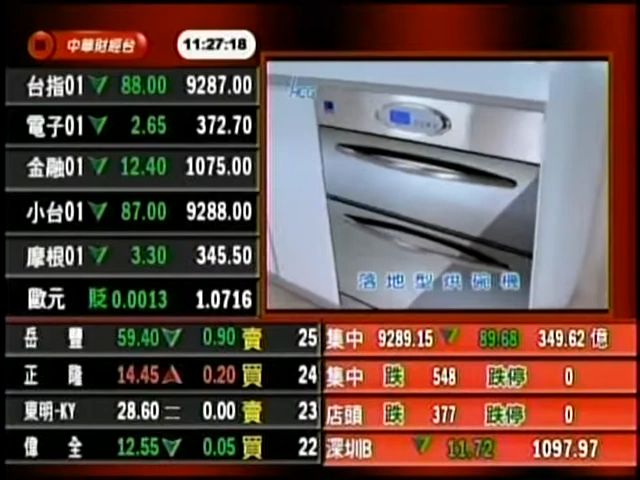 中華財經台 11:27:18
台指01 88.00 9287.00
電子01 2.65 372.70
金融01 12.40 1075.00
小台01 87.00 9288.00
摩根01 3.30 345.50
歐元 貶 0.0013 1.0716
HCG
落地型烘碗機
岳豐 59.40 0.90 賣 25
正隆 14.45 0.20 買 24
東明-KY 28.60 0.00 賣 23
偉全 12.55 0.05 買 22
集中 9289.15 89.68 349.62 億
集中 跌 548 跌停 0
店頭 跌 377 跌停 0
深圳B 11.72 1097.97